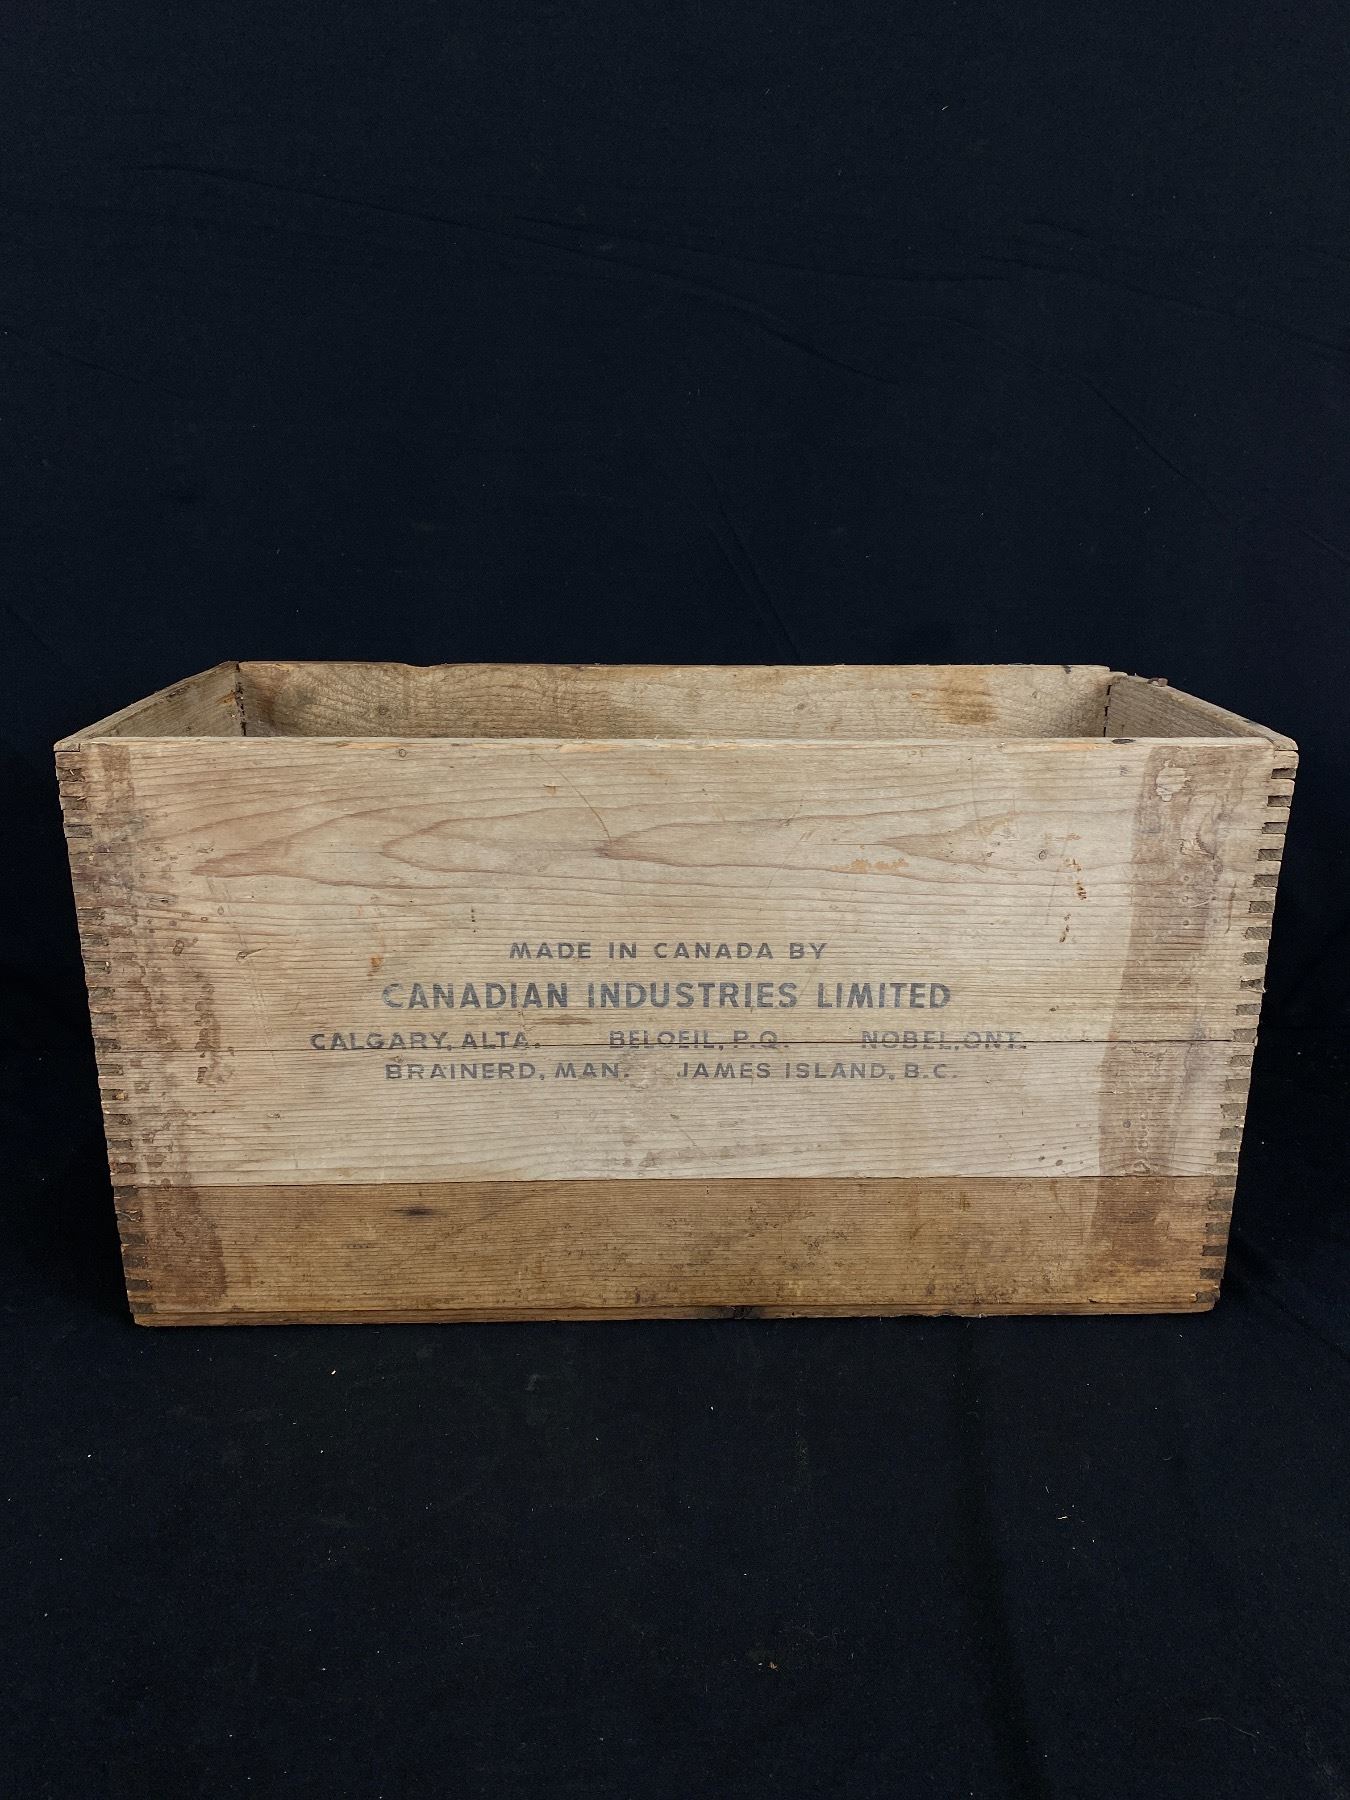 MADE IN CANADA BY
CANADIAN INDUSTRIES LIMITED
CALGARY, ALTA. BELOEIL, P.Q. NOBEL, ONT.
BRAINERD, MAN. JAMES ISLAND, B.C.